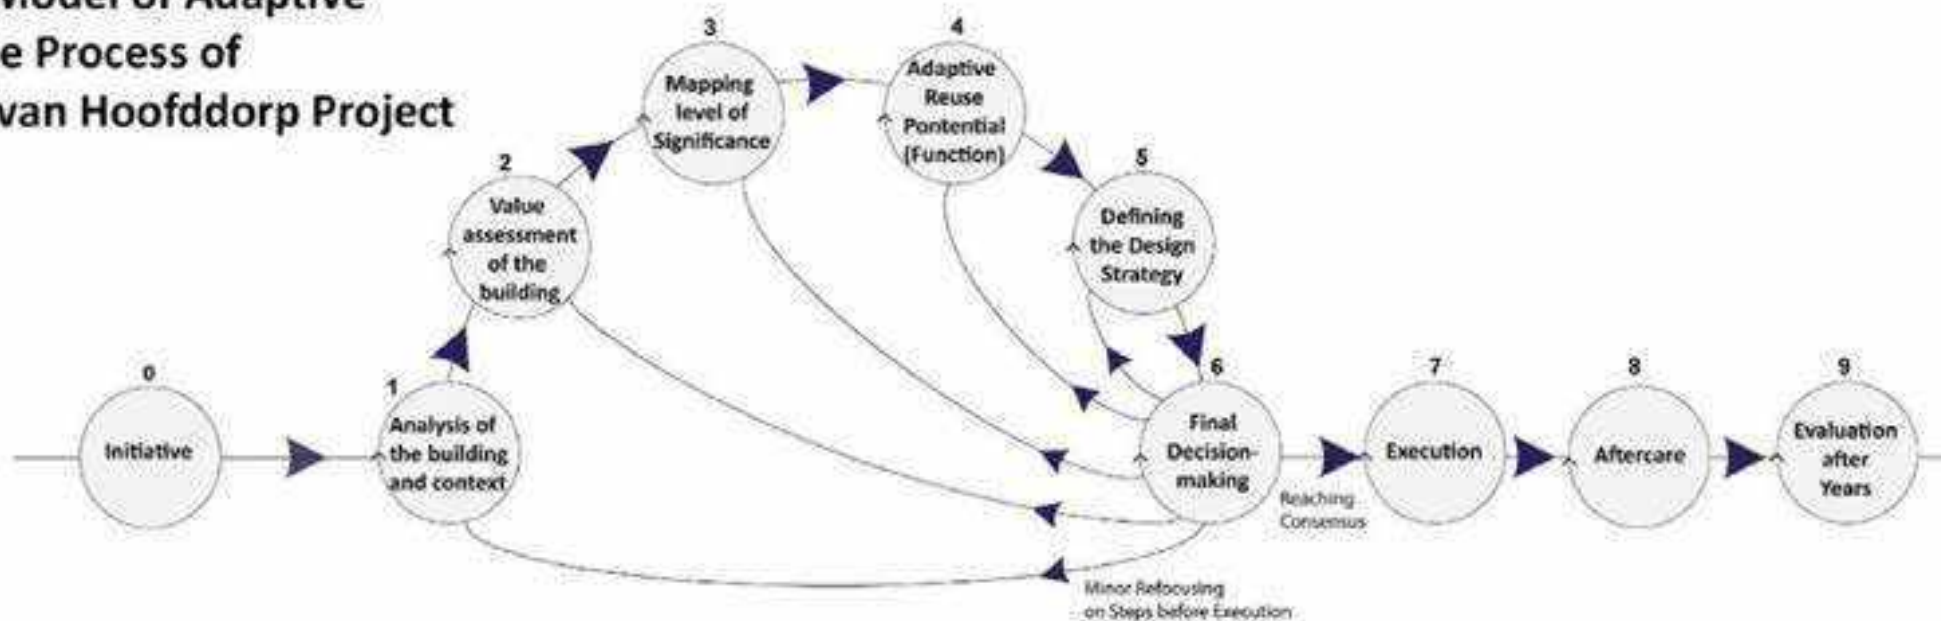 Model of Adaptive
e Process of
van Hoofddorp Project
0
Initiative
1
Analysis of
the building
and context
2
Value
assessment
of the
building
3
Mapping
level of
Significance
4
Adaptive
Reuse
Pontential
(Function)
5
Defining
the Design
Strategy
6
Final
Decision-
making
Reaching
Consensus
Minor Refocusing
on Steps before Execution
7
Execution
8
Aftercare
9
Evaluation
after
Years